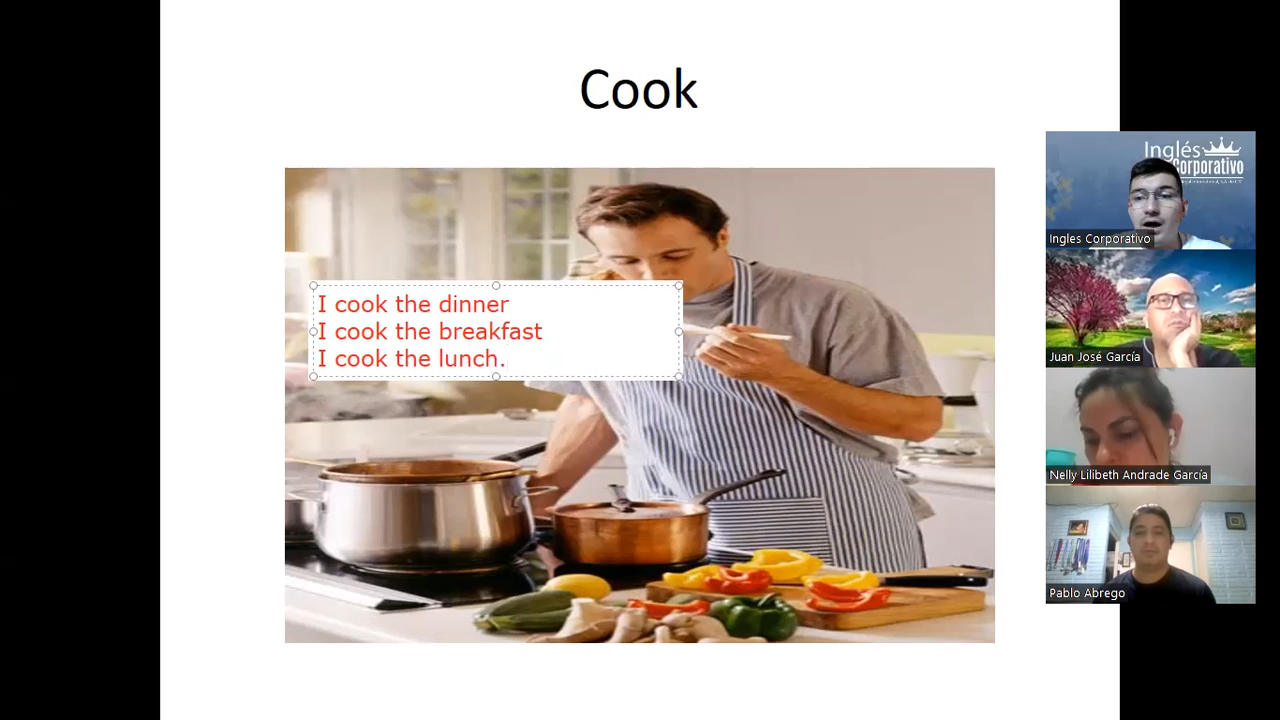 Cook
I cook the dinner
I cook the breakfast
I cook the lunch.
Inglés
Corporativo
Ingles Corporativo
Juan José García
Nelly Lilibeth Andrade García
Pablo Abrego